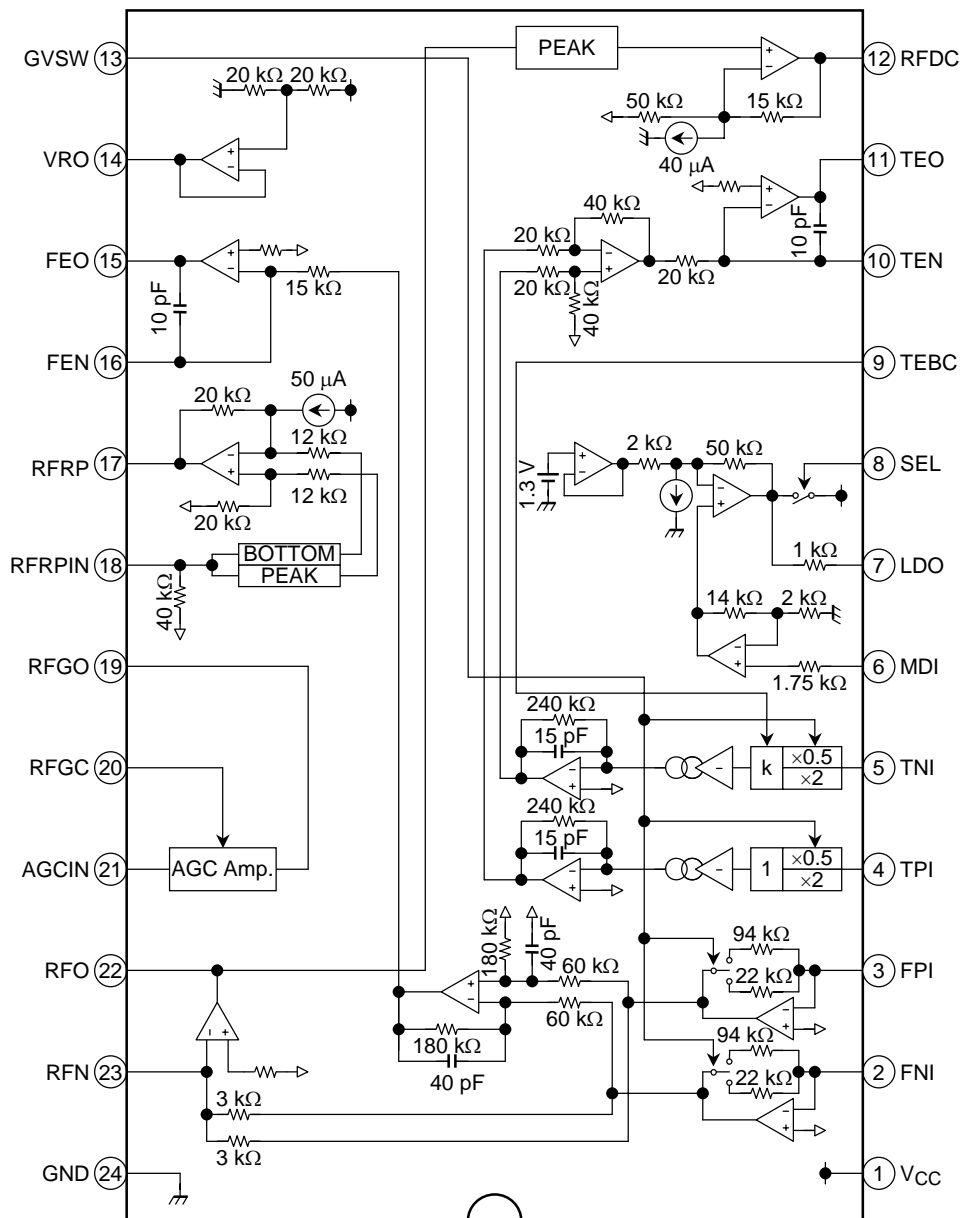 GVSW 13
PEAK
12 RFDC
20 kΩ 20 kΩ
50 kΩ 15 kΩ
+
−
40 μA
VRO 14
+
−
11 TEO
+
−
40 kΩ
10 pF
FEO 15
+
−
15 kΩ
20 kΩ
20 kΩ
−
+
40 kΩ
20 kΩ
10 TEN
10 pF
FEN 16
9 TEBC
50 μA
20 kΩ
12 kΩ
RFRP 17
−
+
12 kΩ
20 kΩ
1.3 V
+
−
2 kΩ 50 kΩ
−
+
8 SEL
RFRPIN 18
BOTTOM
PEAK
40 kΩ
1 kΩ
7 LDO
14 kΩ 2 kΩ
−
+
RFGO 19
6 MDI
1.75 kΩ
240 kΩ
15 pF
−
+
−
k
×0.5
×2
5 TNI
RFGC 20
240 kΩ
15 pF
−
+
−
1
×0.5
×2
4 TPI
AGCIN 21
AGC Amp.
180 kΩ
40 pF
94 kΩ
RFO 22
+
−
60 kΩ
60 kΩ
22 kΩ
−
+
3 FPI
− +
180 kΩ
40 pF
94 kΩ
RFN 23
22 kΩ
−
+
2 FNI
3 kΩ
3 kΩ
GND 24
1 VCC